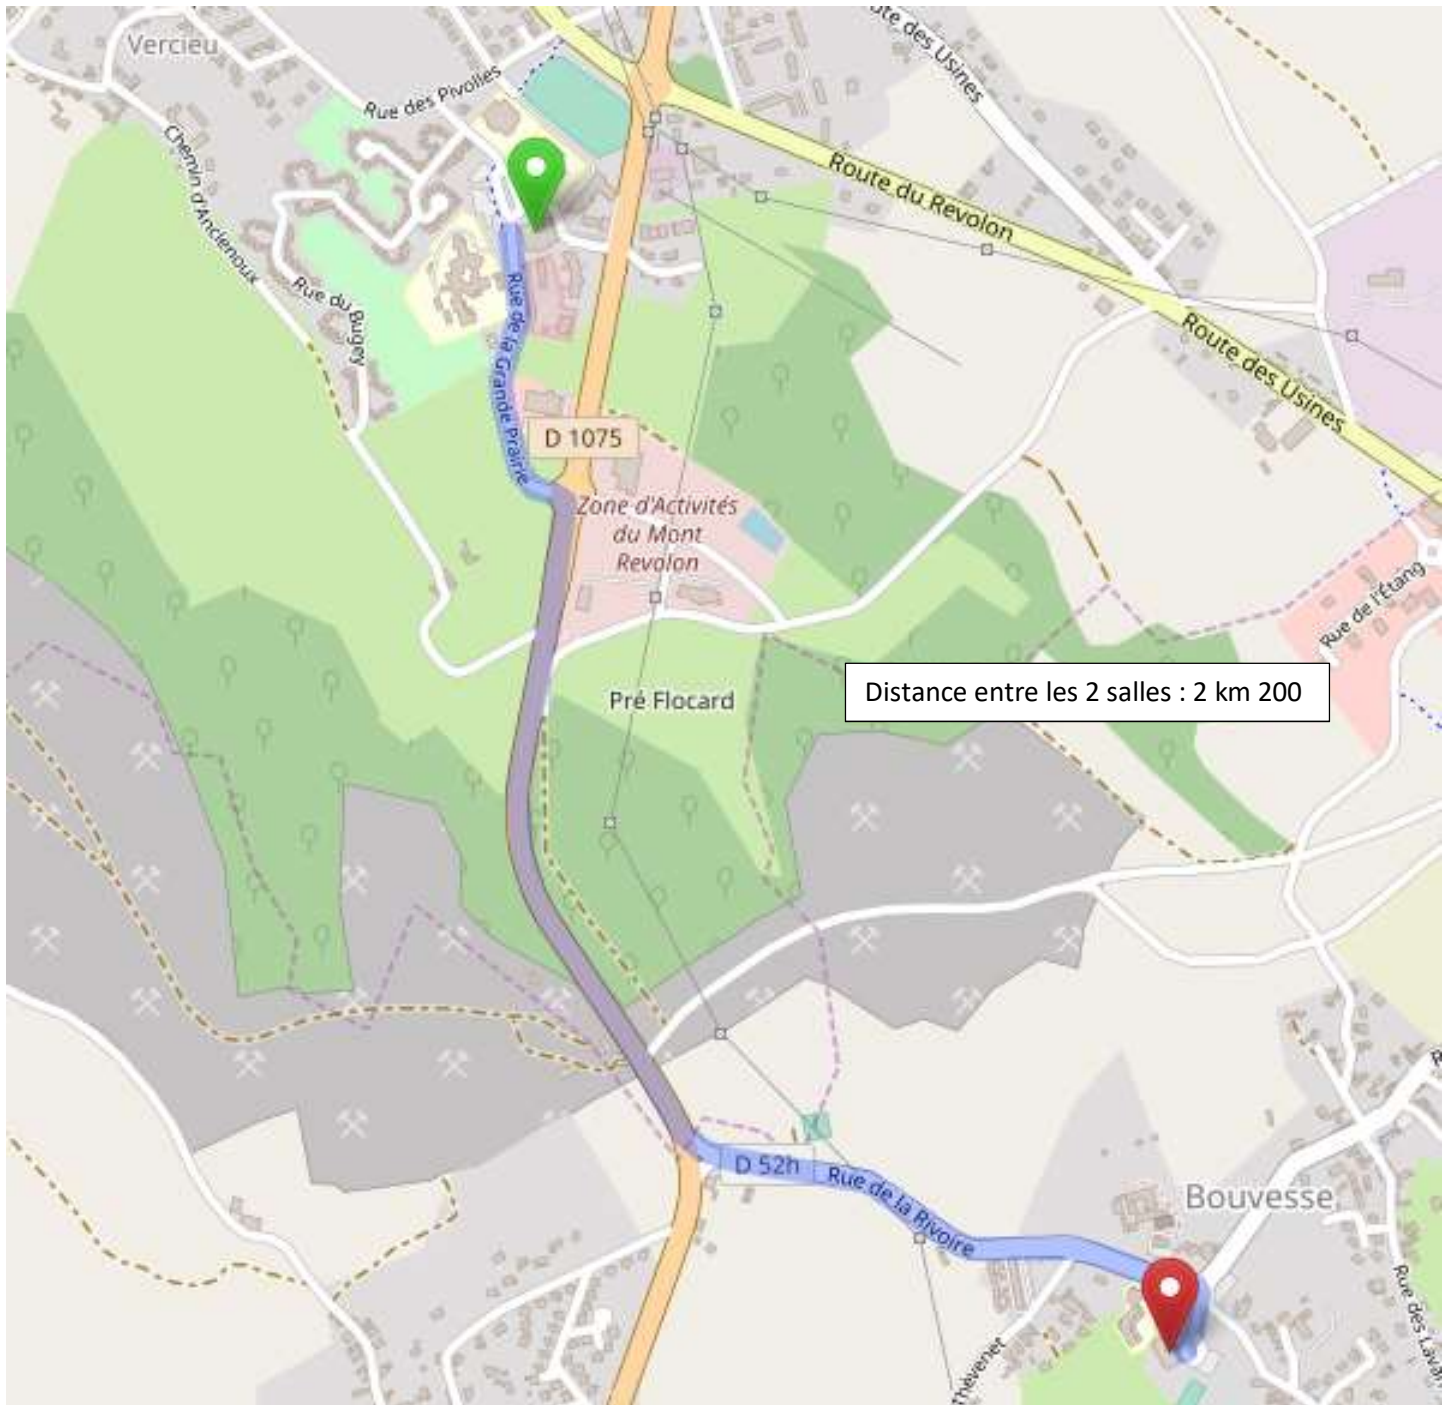 Vercieu
Rue des Pivolles
Route des Usines
Chemin d'Ancienoux
Route du Revolon
Rue du Bugey
Rue de la Grande Prairie
Route des Usines
D 1075
Zone d'Activités
du Mont
Revolon
Rue de l'Étang
Distance entre les 2 salles : 2 km 200
Pré Flocard
D 52h
Rue de la Rivoire
Bouvesse
Rue des